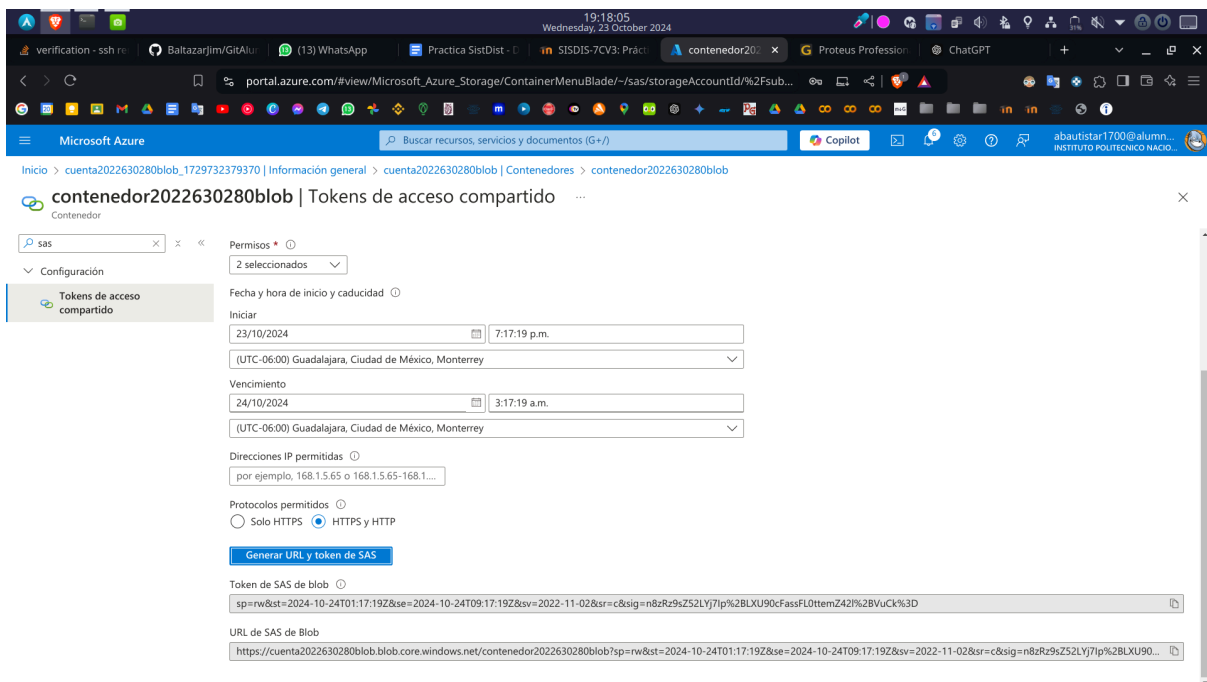 19:18:05
Wednesday, 23 October 2024
31%
verification - ssh re
BaltazarJim/GitAlu
(13) WhatsApp
Practica SistDist - D
SISDIS-7CV3: Práct
contenedor202
Proteus Profession
ChatGPT
portal.azure.com/#view/Microsoft_Azure_Storage/ContainerMenuBlade/~/sas/storageAccountId/%2Fsub...
Microsoft Azure
Buscar recursos, servicios y documentos (G+/)
Copilot
6
abautistar1700@alumn...
INSTITUTO POLITECNICO NACIO...
Inicio > cuenta2022630280blob_1729732379370 | Información general > cuenta2022630280blob | Contenedores > contenedor2022630280blob
contenedor2022630280blob | Tokens de acceso compartido ...
Contenedor
sas
Configuración
Tokens de acceso compartido
Permisos *
2 seleccionados
Fecha y hora de inicio y caducidad
Iniciar
23/10/2024 7:17:19 p.m.
(UTC-06:00) Guadalajara, Ciudad de México, Monterrey
Vencimiento
24/10/2024 3:17:19 a.m.
(UTC-06:00) Guadalajara, Ciudad de México, Monterrey
Direcciones IP permitidas
por ejemplo, 168.1.5.65 o 168.1.5.65-168.1....
Protocolos permitidos
Solo HTTPS HTTPS y HTTP
Generar URL y token de SAS
Token de SAS de blob
sp=rw&st=2024-10-24T01:17:19Z&se=2024-10-24T09:17:19Z&sv=2022-11-02&sr=c&sig=n8zRz9sZ52LYj7Ip%2BLXU90cFassFL0ttemZ42l%2BVuCk%3D
URL de SAS de Blob
https://cuenta2022630280blob.blob.core.windows.net/contenedor2022630280blob?sp=rw&st=2024-10-24T01:17:19Z&se=2024-10-24T09:17:19Z&sv=2022-11-02&sr=c&sig=n8zRz9sZ52LYj7Ip%2BLXU90...